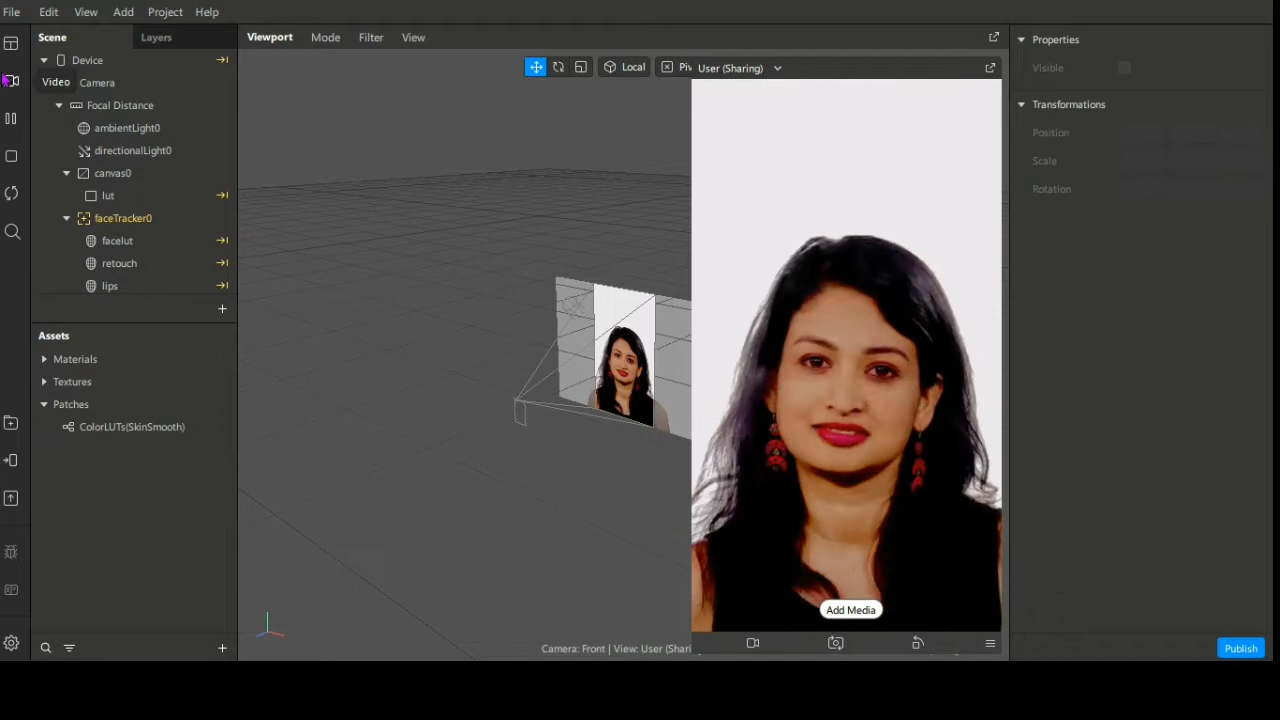 File Edit View Add Project Help
Scene Layers
Viewport Mode Filter View
Properties
Device
Local
User (Sharing)
Visible
Video
Camera
Focal Distance
Transformations
ambientLight0
Position
directionalLight0
Scale
canvas0
Rotation
lut
faceTracker0
facelut
retouch
lips
Assets
Materials
Textures
Patches
ColorLUTs(SkinSmooth)
Add Media
Camera: Front | View: User
Publish